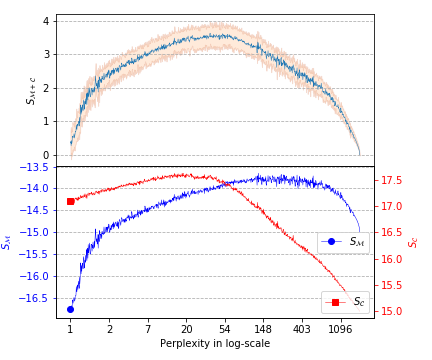 4
3
2
1
0
S_{M+C}
−13.5
−14.0
−14.5
−15.0
−15.5
−16.0
−16.5
S_M
17.5
17.0
16.5
16.0
15.5
15.0
S_C
S_M
S_C
1 2 7 20 54 148 403 1096
Perplexity in log-scale